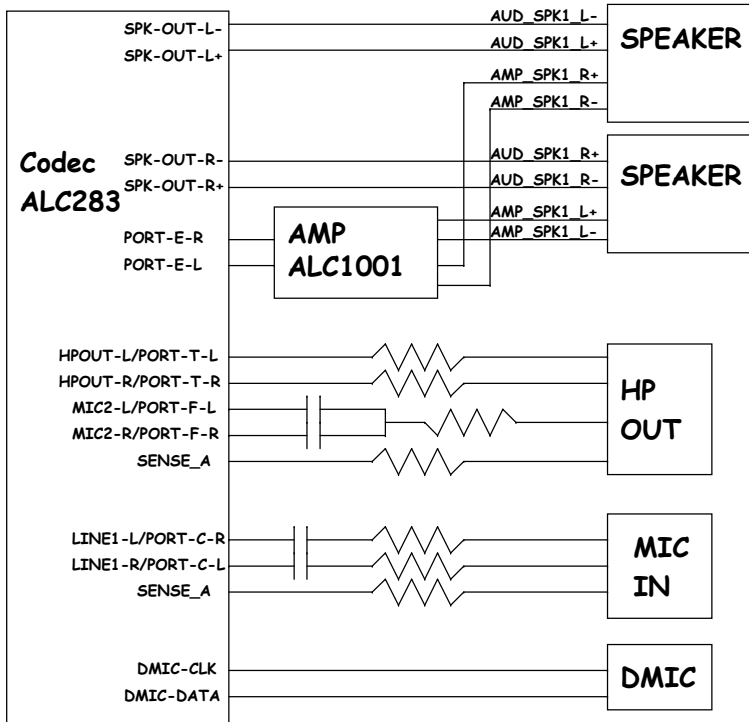 SPK-OUT-L-
SPK-OUT-L+
AUD_SPK1_L-
AUD_SPK1_L+
AMP_SPK1_R+
AMP_SPK1_R-
SPEAKER
Codec
ALC283
SPK-OUT-R-
SPK-OUT-R+
PORT-E-R
PORT-E-L
AMP
ALC1001
AUD_SPK1_R+
AUD_SPK1_R-
AMP_SPK1_L+
AMP_SPK1_L-
SPEAKER
HPOUT-L/PORT-T-L
HPOUT-R/PORT-T-R
MIC2-L/PORT-F-L
MIC2-R/PORT-F-R
SENSE_A
HP
OUT
LINE1-L/PORT-C-R
LINE1-R/PORT-C-L
SENSE_A
MIC
IN
DMIC-CLK
DMIC-DATA
DMIC